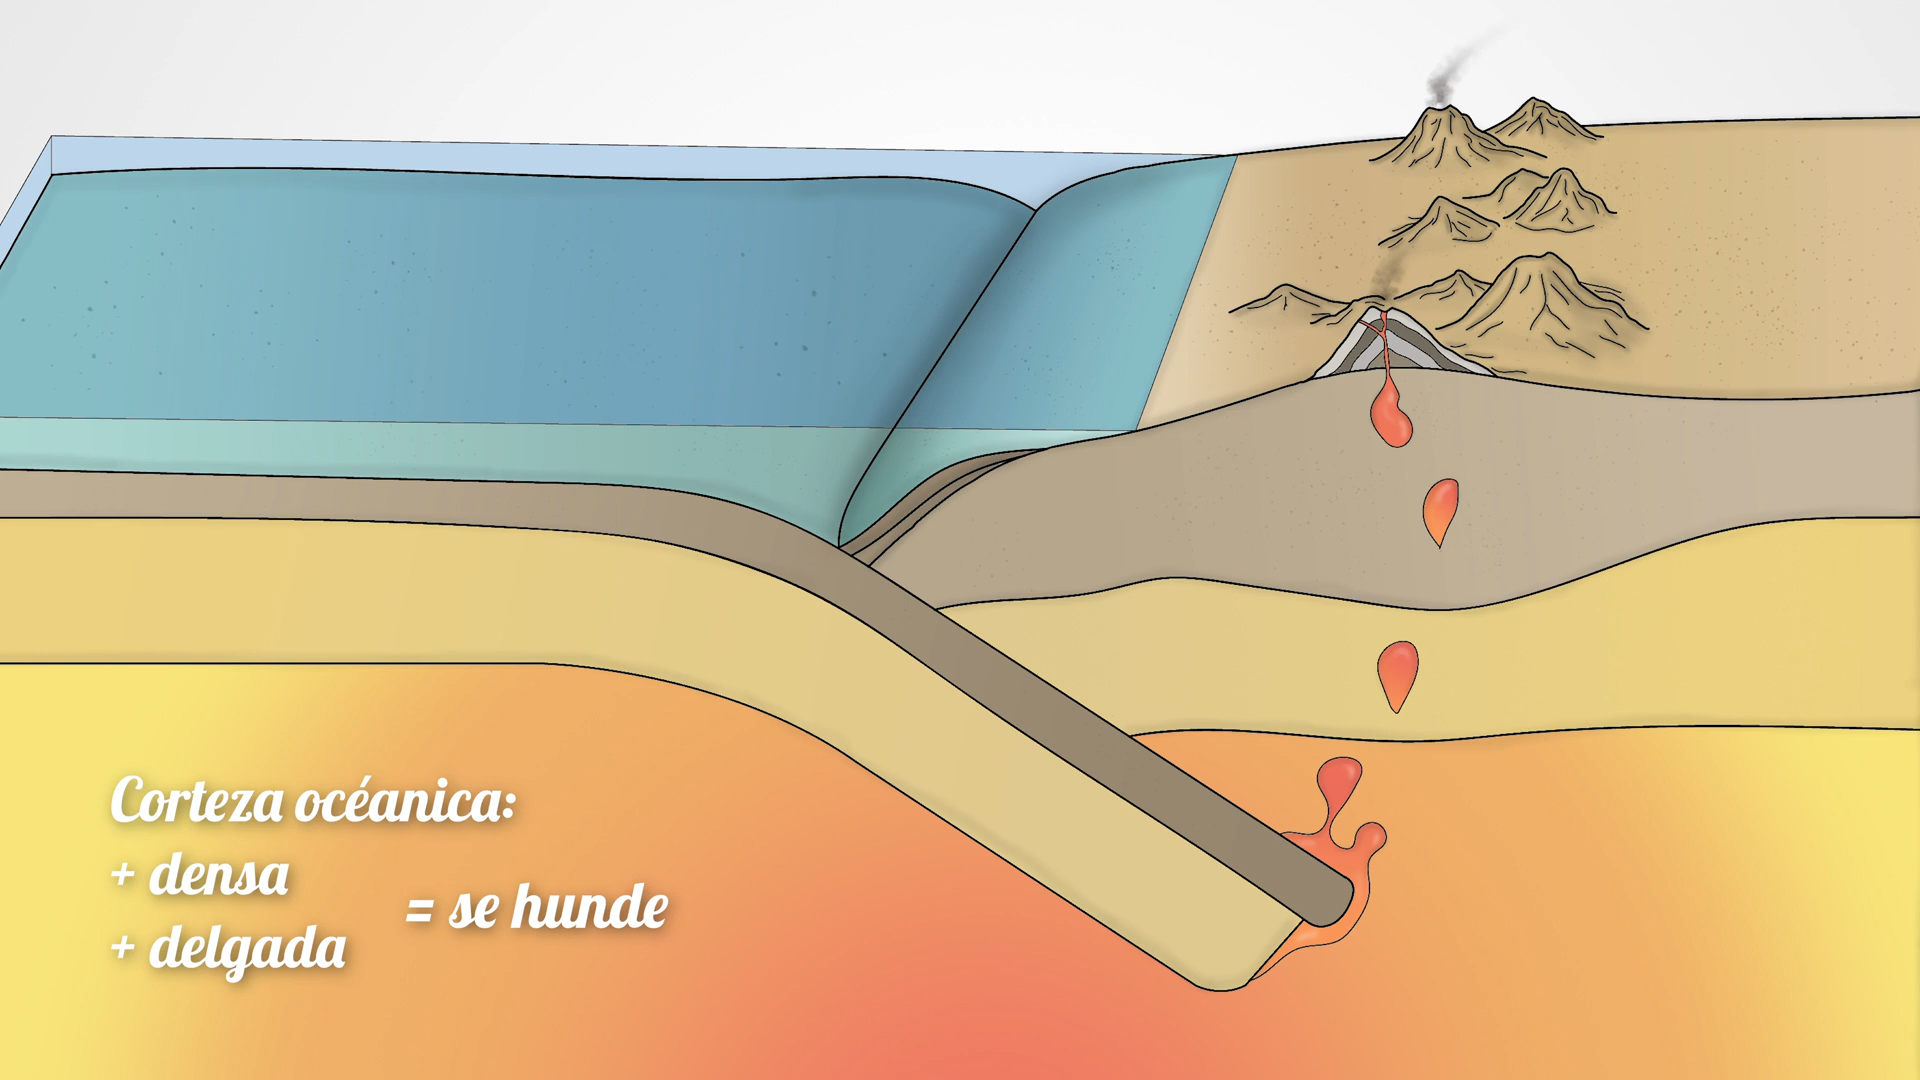 Corteza océanica:
+ densa
= se hunde
+ delgada